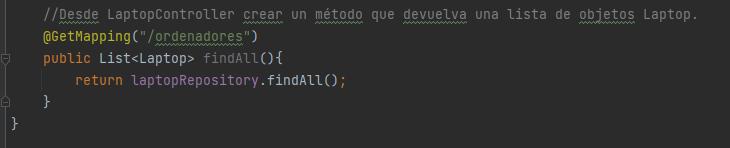 //Desde LaptopController crear un método que devuelva una lista de objetos Laptop.
@GetMapping("/ordenadores")
public List<Laptop> findAll(){
return laptopRepository.findAll();
}
}